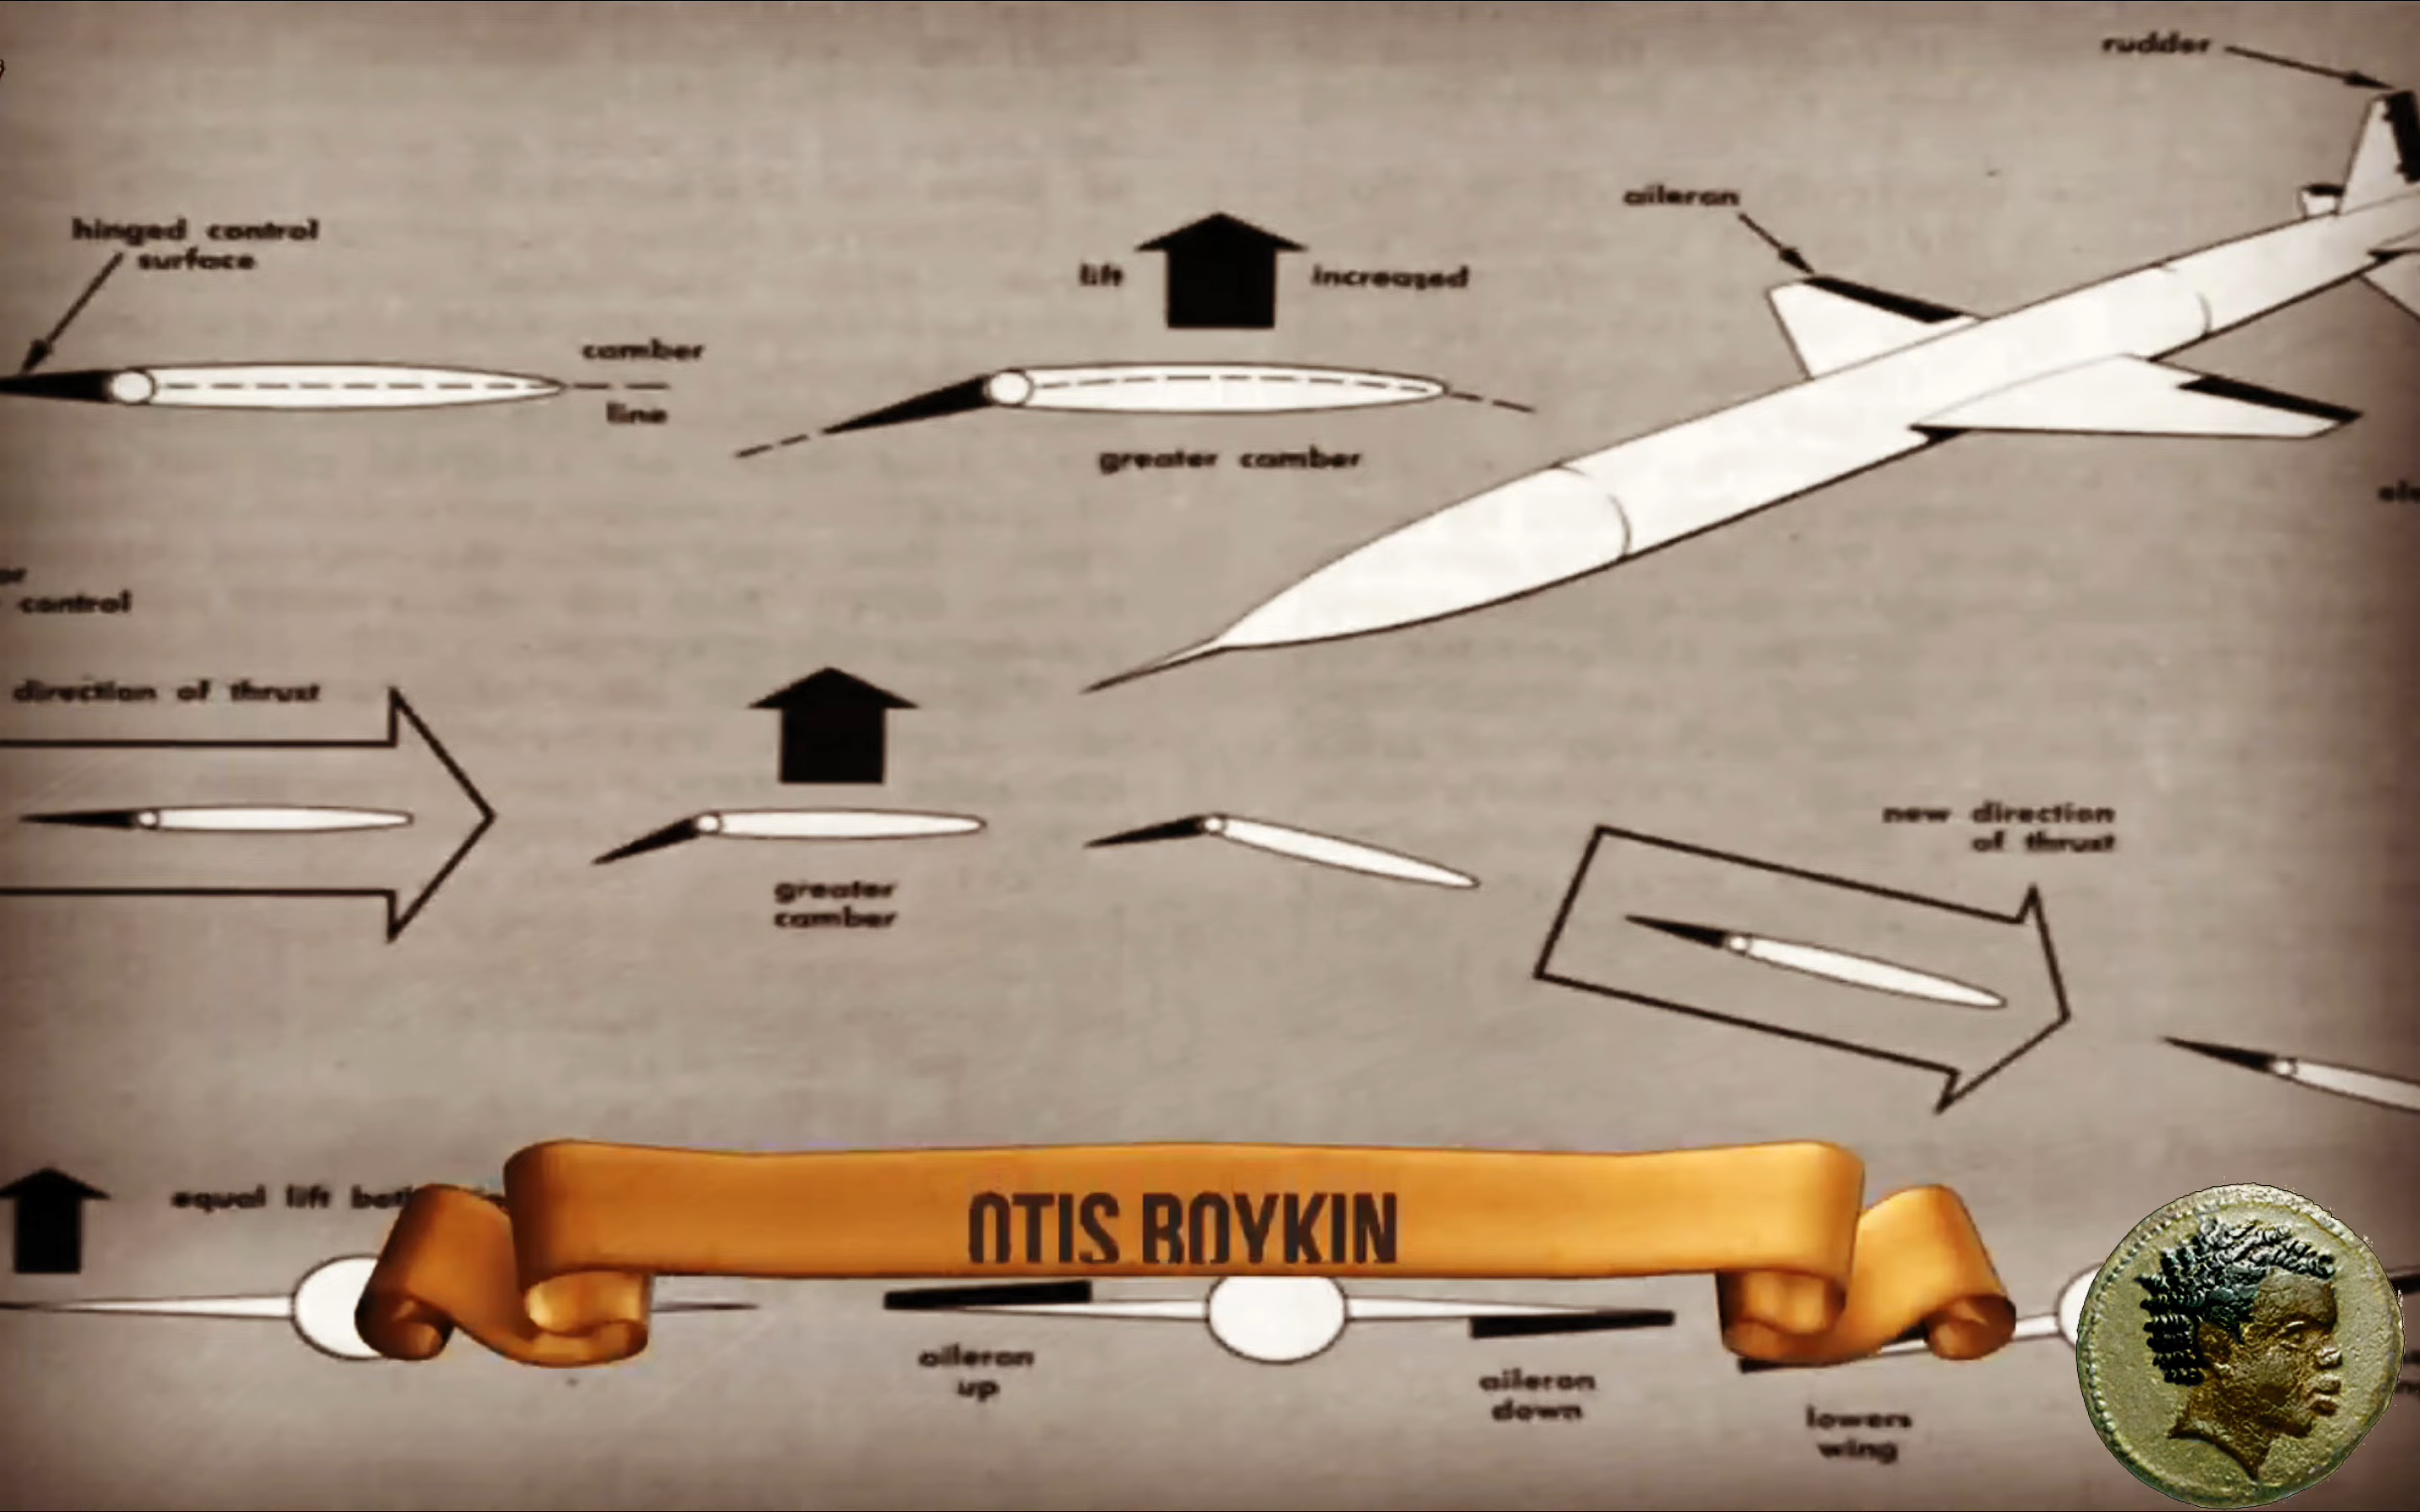 rudder
aileron
hinged control
surface
lift increased
camber
line
greater camber
control
direction of thrust
new direction
of thrust
greater
camber
equal lift
OTIS BOYKIN
aileron
up
aileron
down
lowers
wing